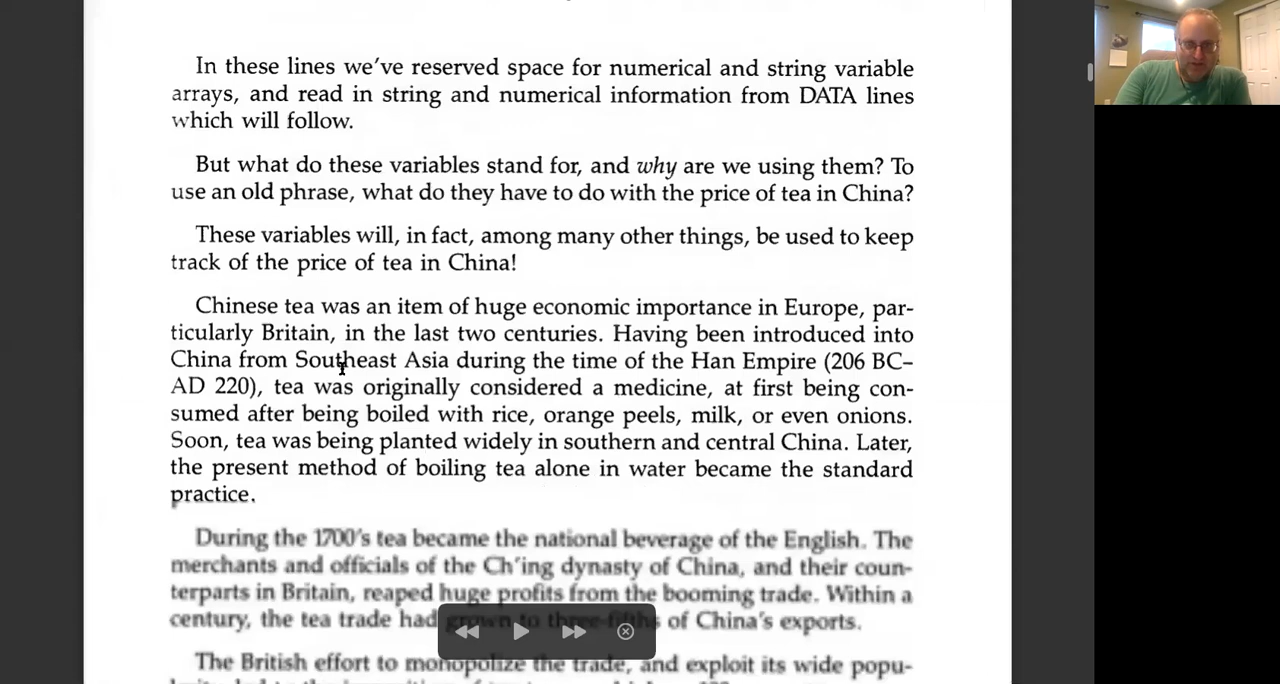 In these lines we've reserved space for numerical and string variable
arrays, and read in string and numerical information from DATA lines
which will follow.
But what do these variables stand for, and why are we using them? To
use an old phrase, what do they have to do with the price of tea in China?
These variables will, in fact, among many other things, be used to keep
track of the price of tea in China!
Chinese tea was an item of huge economic importance in Europe, par-
ticularly Britain, in the last two centuries. Having been introduced into
China from Southeast Asia during the time of the Han Empire (206 BC–
AD 220), tea was originally considered a medicine, at first being con-
sumed after being boiled with rice, orange peels, milk, or even onions.
Soon, tea was being planted widely in southern and central China. Later,
the present method of boiling tea alone in water became the standard
practice.
During the 1700's tea became the national beverage of the English. The
merchants and officials of the Ch'ing dynasty of China, and their coun-
terparts in Britain, reaped huge profits from the booming trade. Within a
century, the tea trade had grown to three-fifths of China's exports.
The British effort to monopolize the trade, and exploit its wide popu-